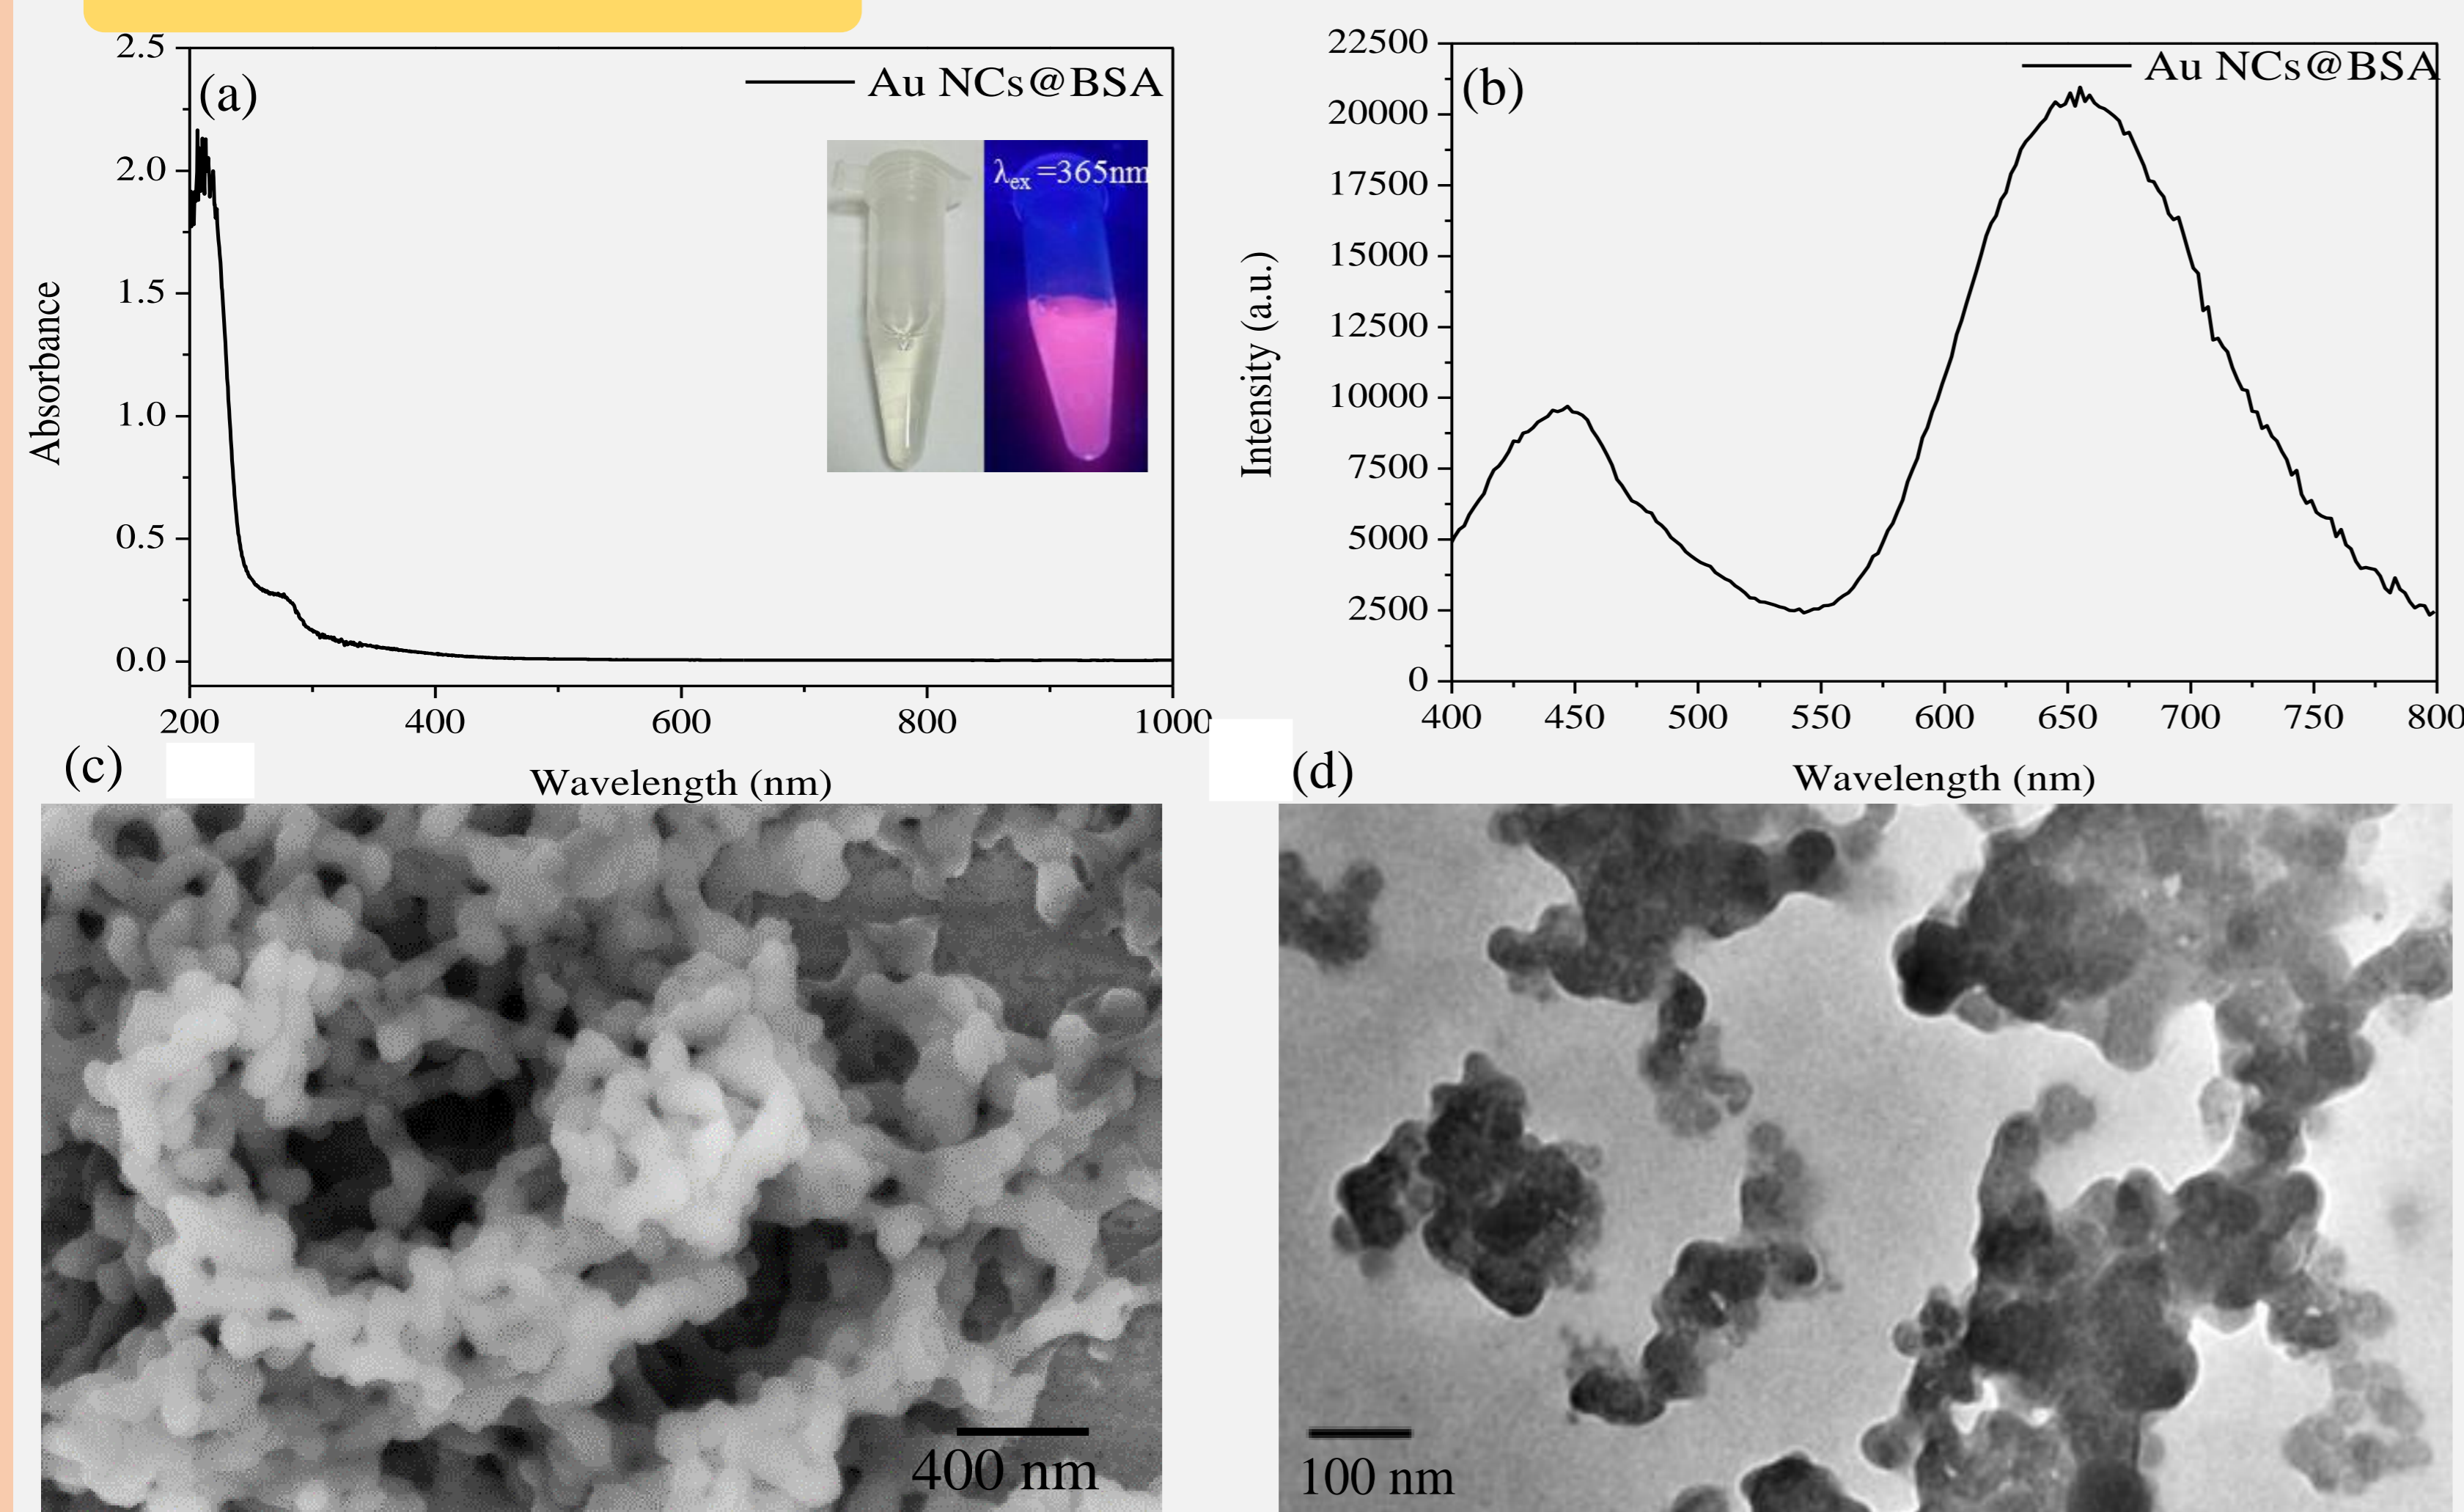 (a)
Au NCs@BSA
λex =365nm
2.5
2.0
1.5
1.0
0.5
0.0
Absorbance
200 400 600 800 1000
Wavelength (nm)
(b)
Au NCs@BSA
22500
20000
17500
15000
12500
10000
7500
5000
2500
0
Intensity (a.u.)
400 450 500 550 600 650 700 750 800
Wavelength (nm)
(c)
400 nm
(d)
100 nm